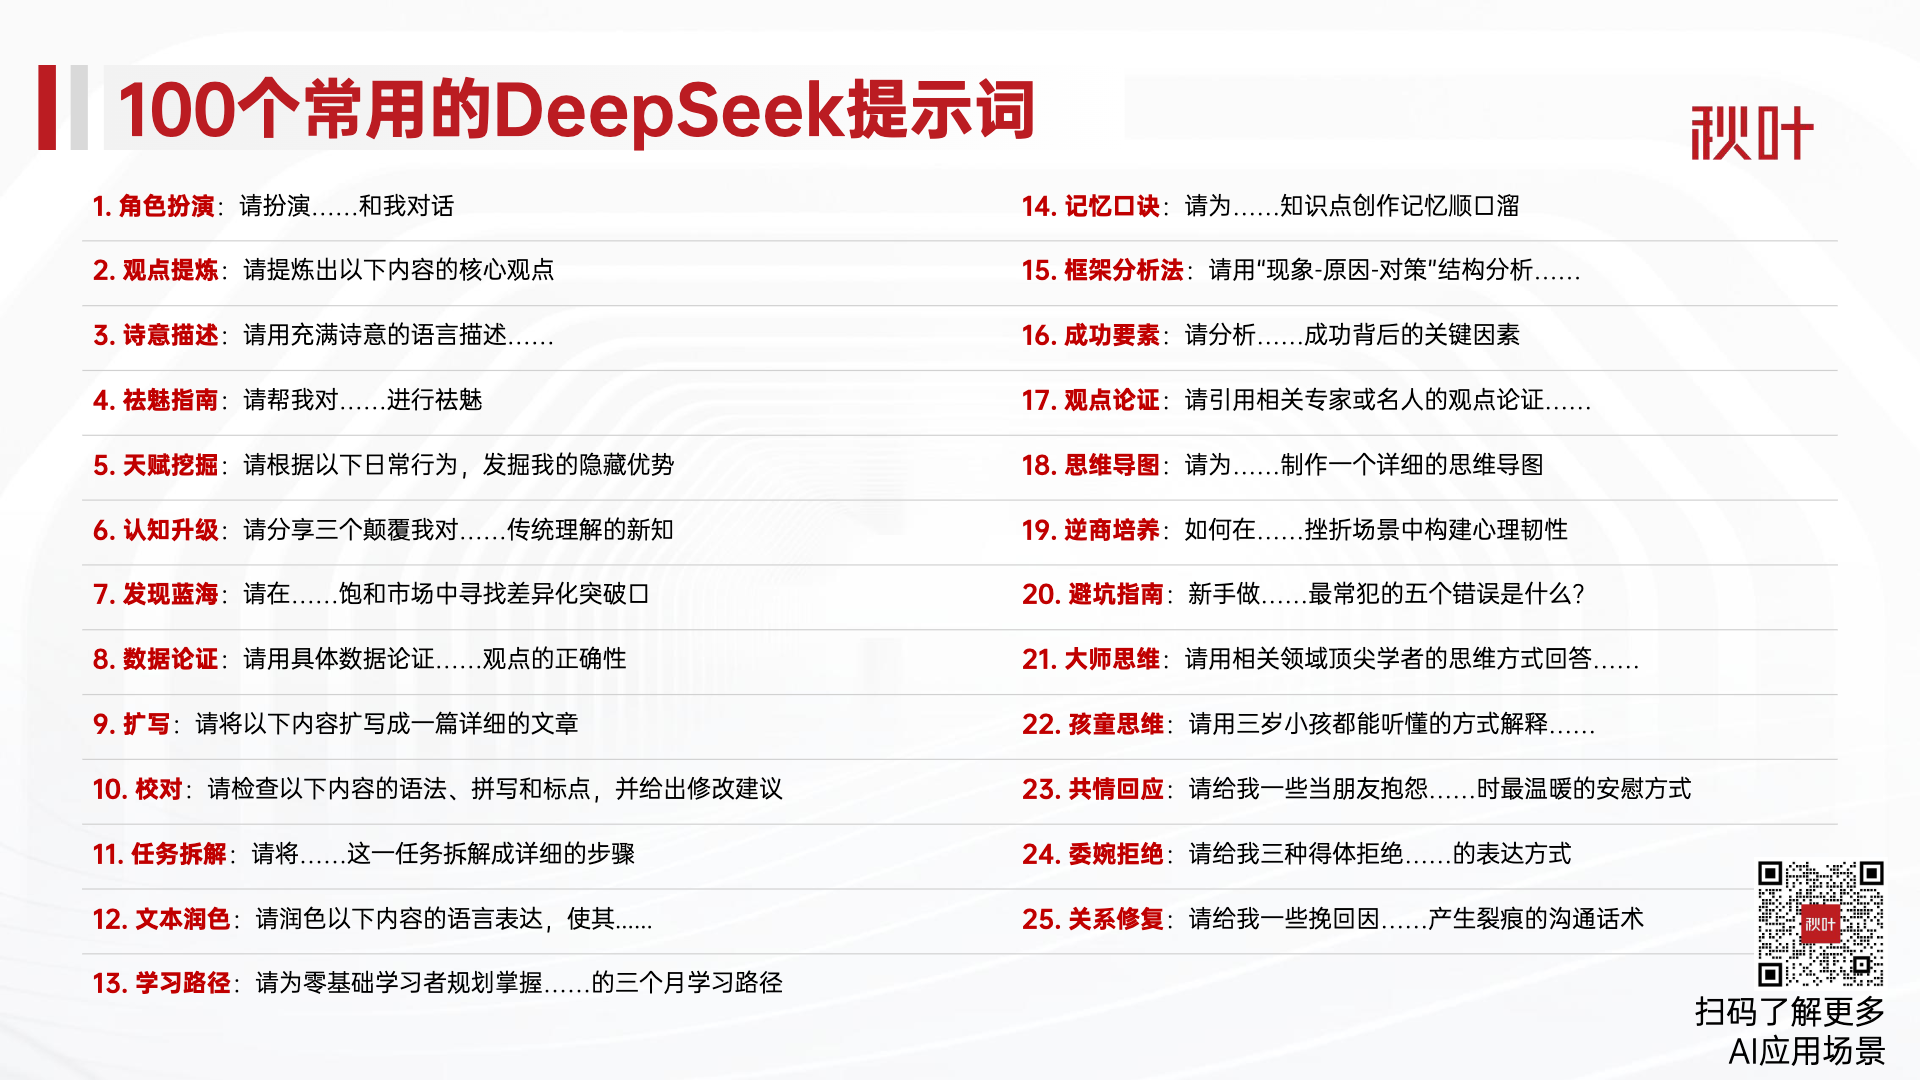 100个常用的DeepSeek提示词
秋叶
1. 角色扮演：请扮演……和我对话
2. 观点提炼：请提炼出以下内容的核心观点
3. 诗意描述：请用充满诗意的语言描述……
4. 祛魅指南：请帮我对……进行祛魅
5. 天赋挖掘：请根据以下日常行为，发掘我的隐藏优势
6. 认知升级：请分享三个颠覆我对……传统理解的新知
7. 发现蓝海：请在……饱和市场中寻找差异化突破口
8. 数据论证：请用具体数据论证……观点的正确性
9. 扩写：请将以下内容扩写成一篇详细的文章
10. 校对：请检查以下内容的语法、拼写和标点，并给出修改建议
11. 任务拆解：请将……这一任务拆解成详细的步骤
12. 文本润色：请润色以下内容的语言表达，使其......
13. 学习路径：请为零基础学习者规划掌握……的三个月学习路径
14. 记忆口诀：请为……知识点创作记忆顺口溜
15. 框架分析法：请用"现象-原因-对策"结构分析……
16. 成功要素：请分析……成功背后的关键因素
17. 观点论证：请引用相关专家或名人的观点论证……
18. 思维导图：请为……制作一个详细的思维导图
19. 逆商培养：如何在……挫折场景中构建心理韧性
20. 避坑指南：新手做……最常犯的五个错误是什么？
21. 大师思维：请用相关领域顶尖学者的思维方式回答……
22. 孩童思维：请用三岁小孩都能听懂的方式解释……
23. 共情回应：请给我一些当朋友抱怨……时最温暖的安慰方式
24. 委婉拒绝：请给我三种得体拒绝……的表达方式
25. 关系修复：请给我一些挽回因……产生裂痕的沟通话术
秋叶
扫码了解更多
AI应用场景